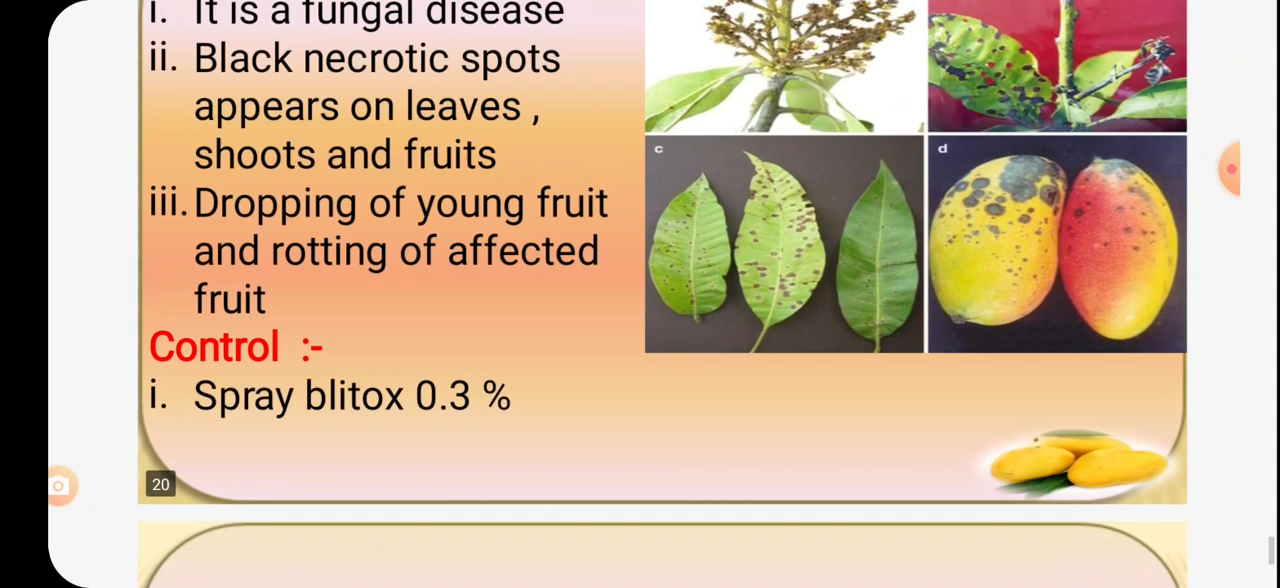 i. It is a fungal disease
ii. Black necrotic spots
appears on leaves ,
shoots and fruits
iii. Dropping of young fruit
and rotting of affected
fruit
Control :-
i. Spray blitox 0.3 %
c
d
20